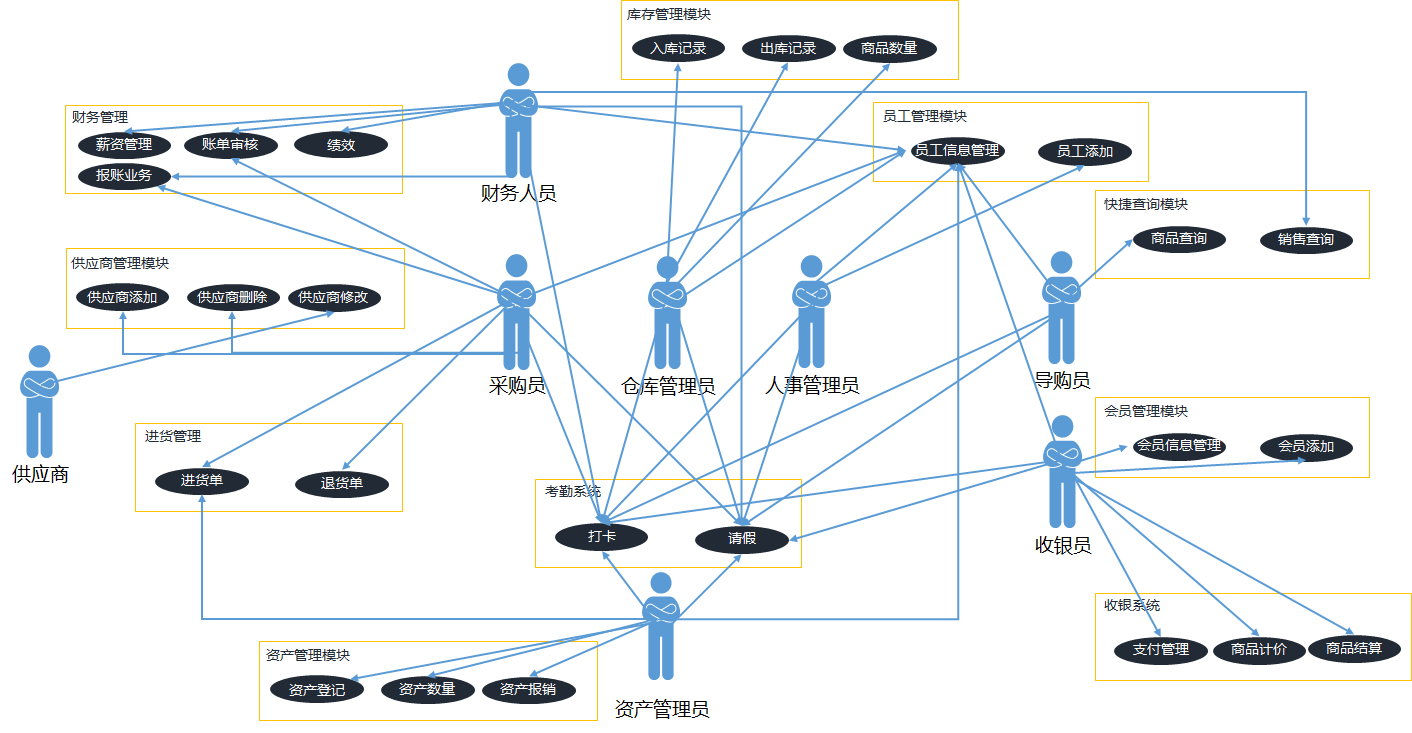 库存管理模块
入库记录
出库记录
商品数量
财务管理
薪资管理
账单审核
绩效
报账业务
财务人员
员工管理模块
员工信息管理
员工添加
快捷查询模块
商品查询
销售查询
供应商管理模块
供应商添加
供应商删除
供应商修改
供应商
采购员
仓库管理员
人事管理员
导购员
会员管理模块
会员信息管理
会员添加
进货管理
进货单
退货单
考勤系统
打卡
请假
收银员
收银系统
支付管理
商品计价
商品结算
资产管理模块
资产登记
资产数量
资产报销
资产管理员